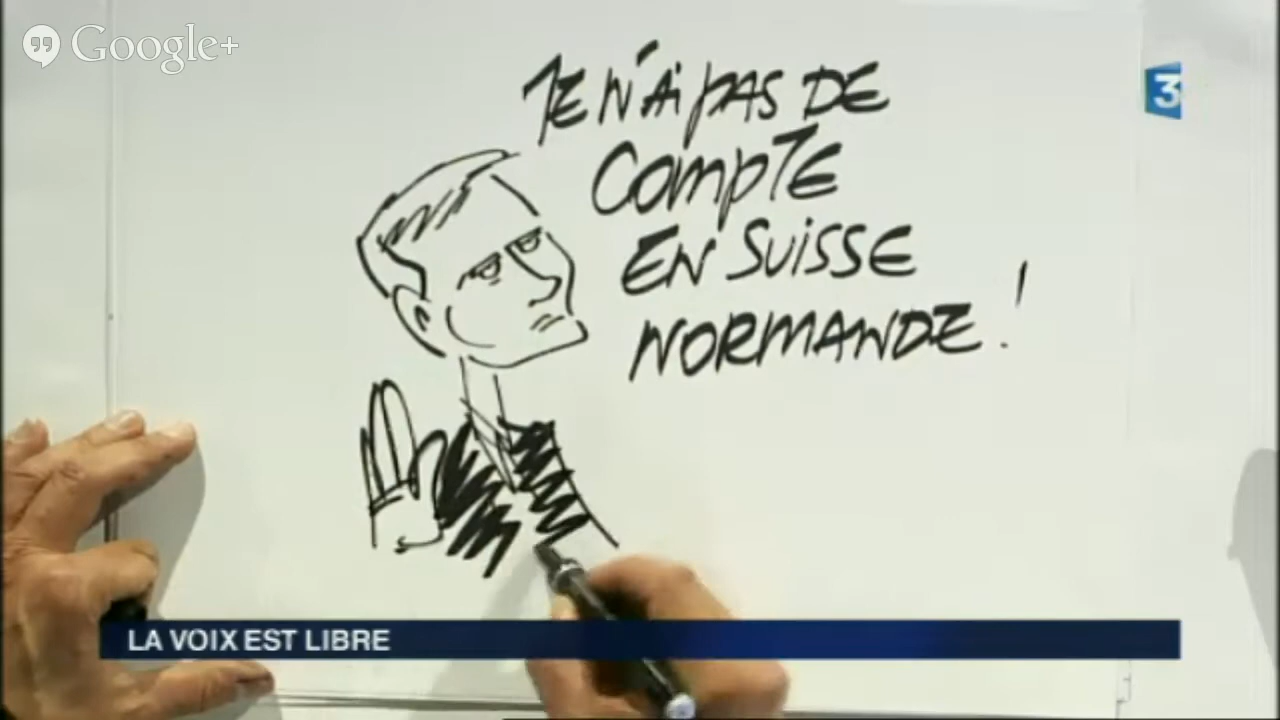 Google+
3
JE N'AI PAS DE
COMPTE
EN SUISSE
NORMANDE !
LA VOIX EST LIBRE